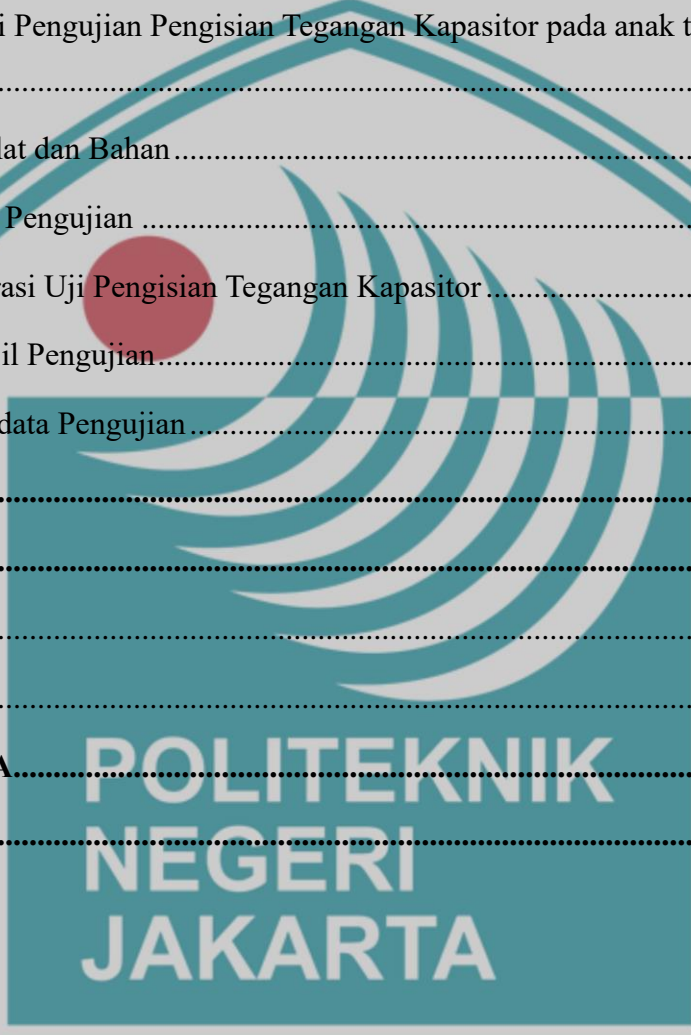 i Pengujian Pengisian Tegangan Kapasitor pada anak t
................................................................
lat dan Bahan................................................................
Pengujian ................................................................
rasi Uji Pengisian Tegangan Kapasitor..........................
il Pengujian................................................................
data Pengujian............................................................
................................................................
................................................................
................................................................
................................................................
A................................................................
................................................................
POLITEKNIK
NEGERI
JAKARTA